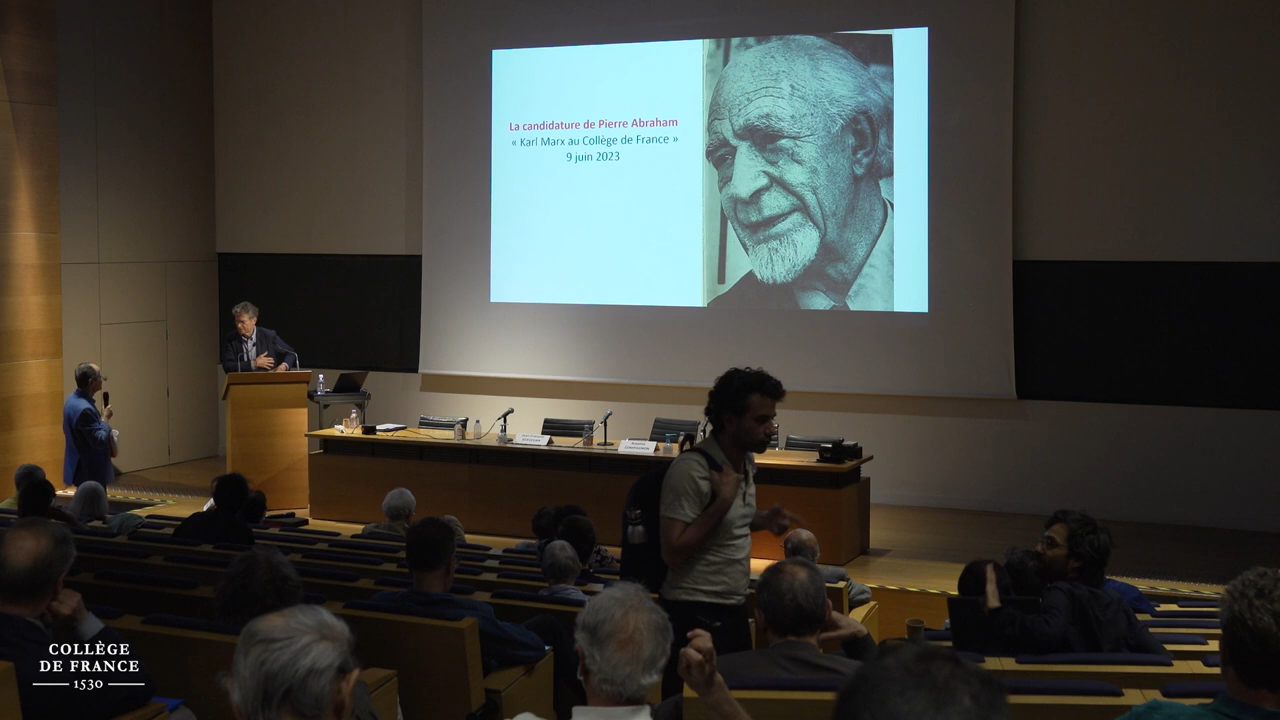 La candidature de Pierre Abraham
« Karl Marx au Collège de France »
9 juin 2023
COLLÈGE
DE FRANCE
1530